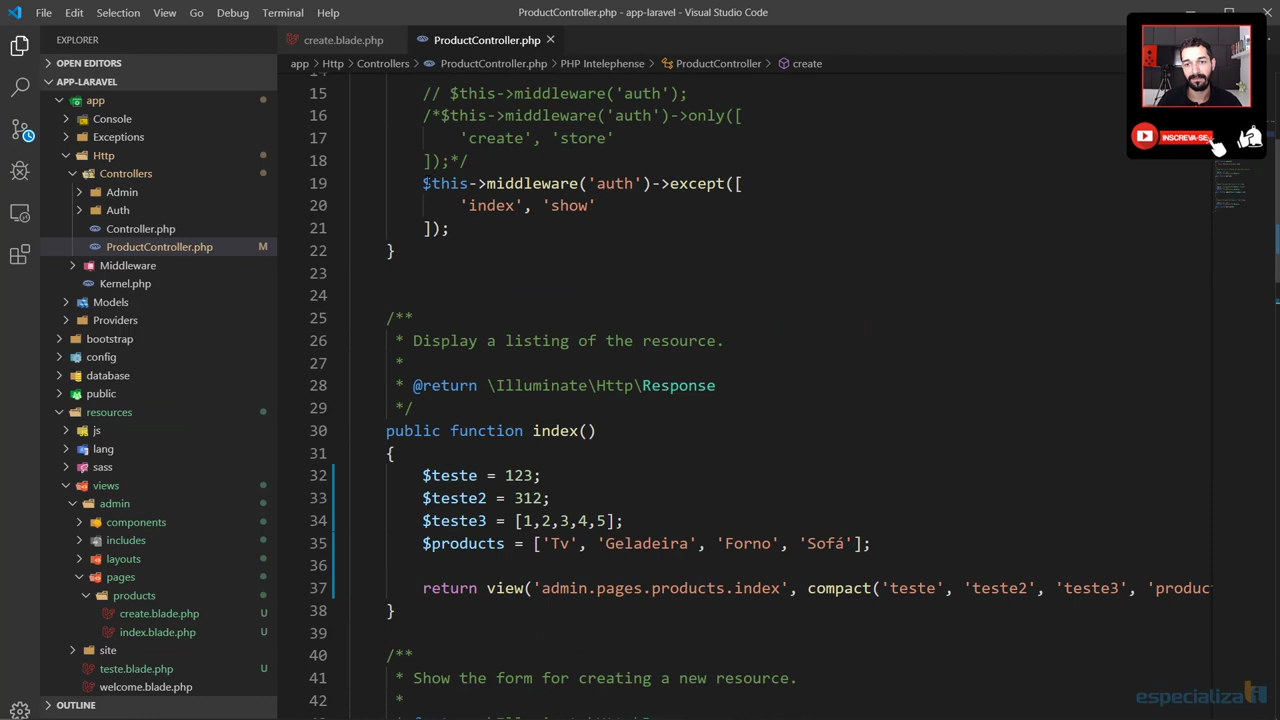 File Edit Selection View Go Debug Terminal Help
ProductController.php - app-laravel - Visual Studio Code
EXPLORER
OPEN EDITORS
APP-LARAVEL
app
Console
Exceptions
Http
Controllers
Admin
Auth
Controller.php
ProductController.php M
Middleware
Kernel.php
Models
Providers
bootstrap
config
database
public
resources
js
lang
sass
views
admin
components
includes
layouts
pages
products
create.blade.php U
index.blade.php U
site
teste.blade.php U
welcome.blade.php
OUTLINE
create.blade.php ProductController.php
app Http Controllers ProductController.php PHP Intelephense ProductController create
15 // $this->middleware('auth');
16 /*$this->middleware('auth')->only([
17 'create', 'store'
18 ]);*/
19 $this->middleware('auth')->except([
20 'index', 'show'
21 ]);
22 }
23
24
25 /**
26 * Display a listing of the resource.
27 *
28 * @return \Illuminate\Http\Response
29 */
30 public function index()
31 {
32 $teste = 123;
33 $teste2 = 312;
34 $teste3 = [1,2,3,4,5];
35 $products = ['Tv', 'Geladeira', 'Forno', 'Sofá'];
36
37 return view('admin.pages.products.index', compact('teste', 'teste2', 'teste3', 'produc
38 }
39
40 /**
41 * Show the form for creating a new resource.
42 *
INSCREVA-SE
especializati